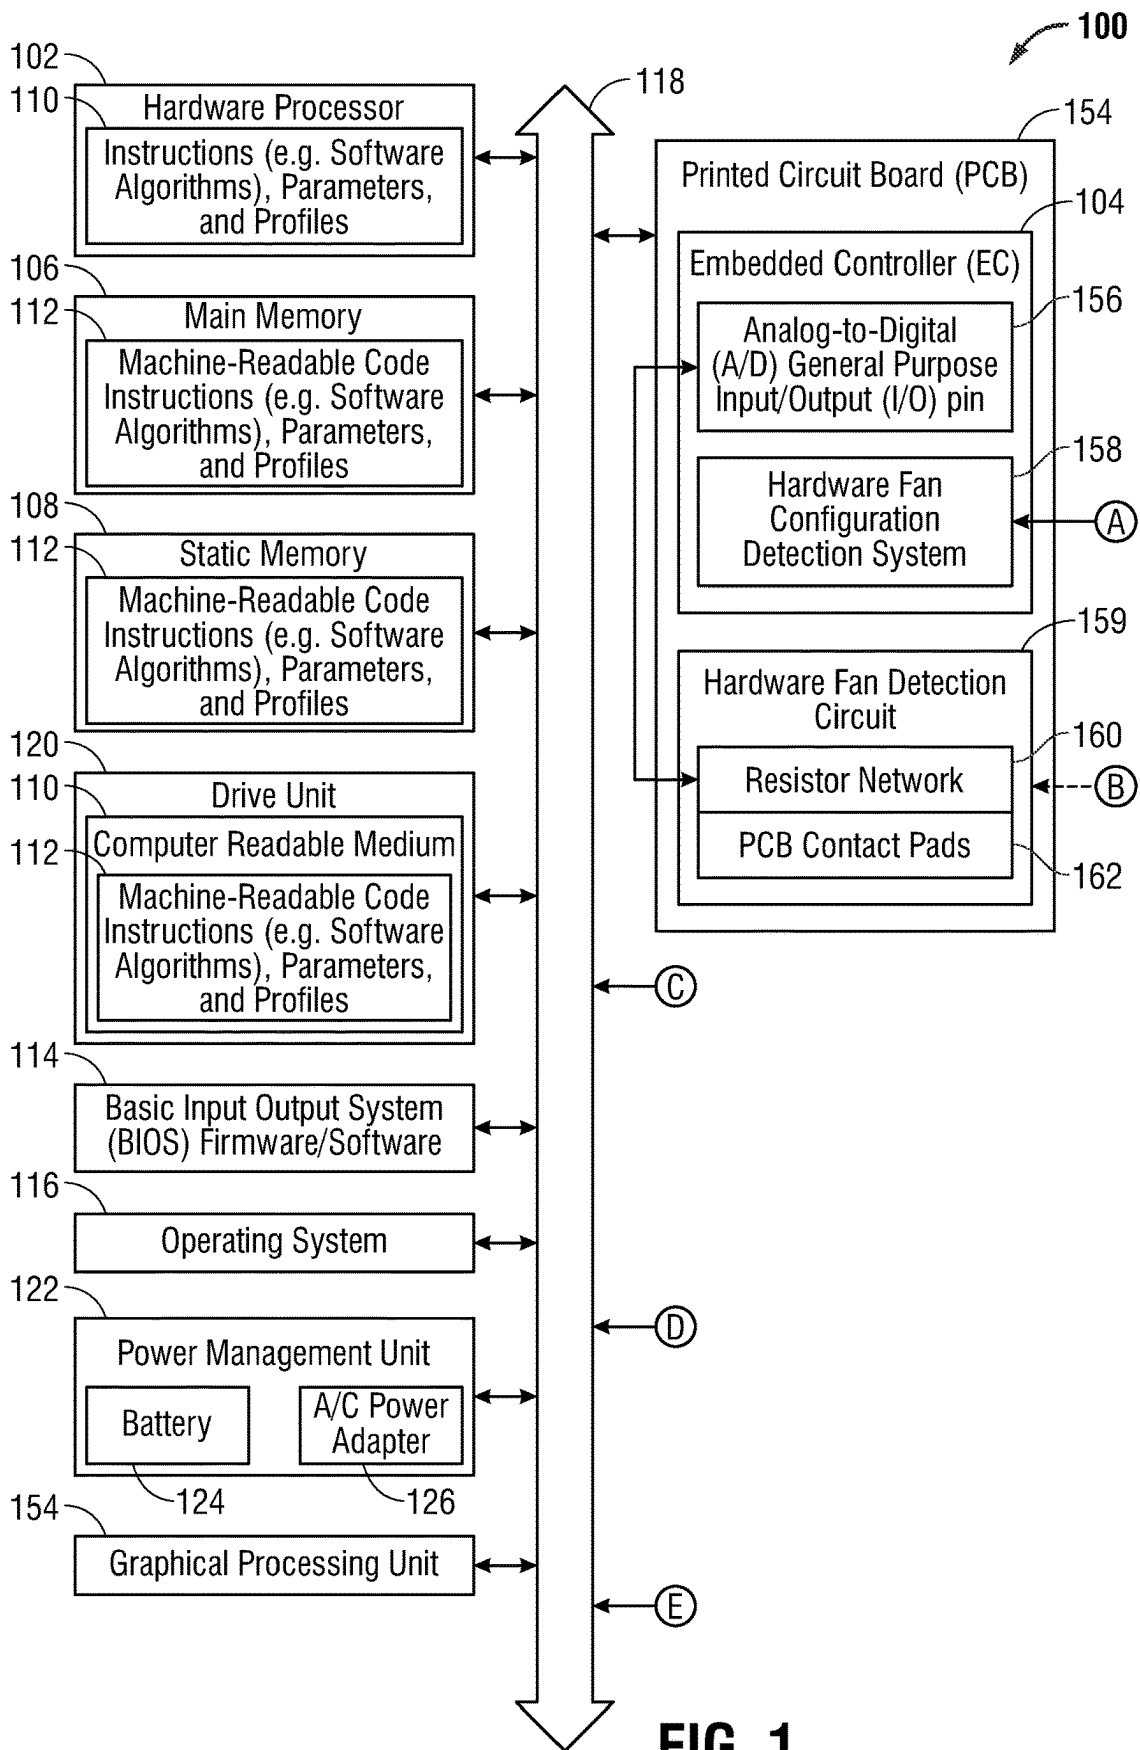 100
102
110
Hardware Processor
Instructions (e.g. Software
Algorithms), Parameters,
and Profiles
106
112
Main Memory
Machine-Readable Code
Instructions (e.g. Software
Algorithms), Parameters,
and Profiles
108
112
Static Memory
Machine-Readable Code
Instructions (e.g. Software
Algorithms), Parameters,
and Profiles
120
110
112
Drive Unit
Computer Readable Medium
Machine-Readable Code
Instructions (e.g. Software
Algorithms), Parameters,
and Profiles
114
Basic Input Output System
(BIOS) Firmware/Software
116
Operating System
122
Power Management Unit
Battery
A/C Power
Adapter
124
126
154
Graphical Processing Unit
118
154
Printed Circuit Board (PCB)
104
Embedded Controller (EC)
156
Analog-to-Digital
(A/D) General Purpose
Input/Output (I/O) pin
158
Hardware Fan
Configuration
Detection System
A
159
Hardware Fan Detection
Circuit
160
Resistor Network
B
PCB Contact Pads
162
C
D
E
FIG. 1